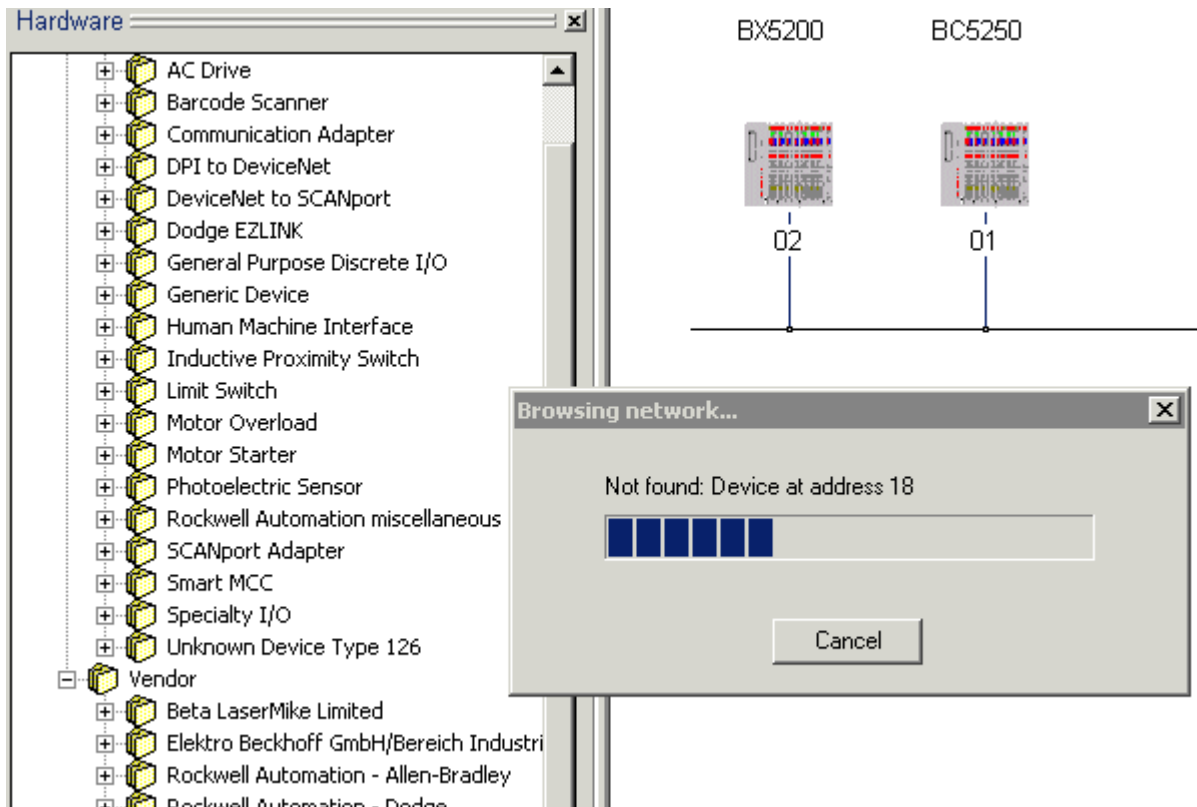 Hardware
AC Drive
Barcode Scanner
Communication Adapter
DPI to DeviceNet
DeviceNet to SCANport
Dodge EZLINK
General Purpose Discrete I/O
Generic Device
Human Machine Interface
Inductive Proximity Switch
Limit Switch
Motor Overload
Motor Starter
Photoelectric Sensor
Rockwell Automation miscellaneous
SCANport Adapter
Smart MCC
Specialty I/O
Unknown Device Type 126
Vendor
Beta LaserMike Limited
Elektro Beckhoff GmbH/Bereich Industri
Rockwell Automation - Allen-Bradley
Rockwell Automation - Dodge
BX5200 BC5250
02 01
Browsing network...
Not found: Device at address 18
Cancel